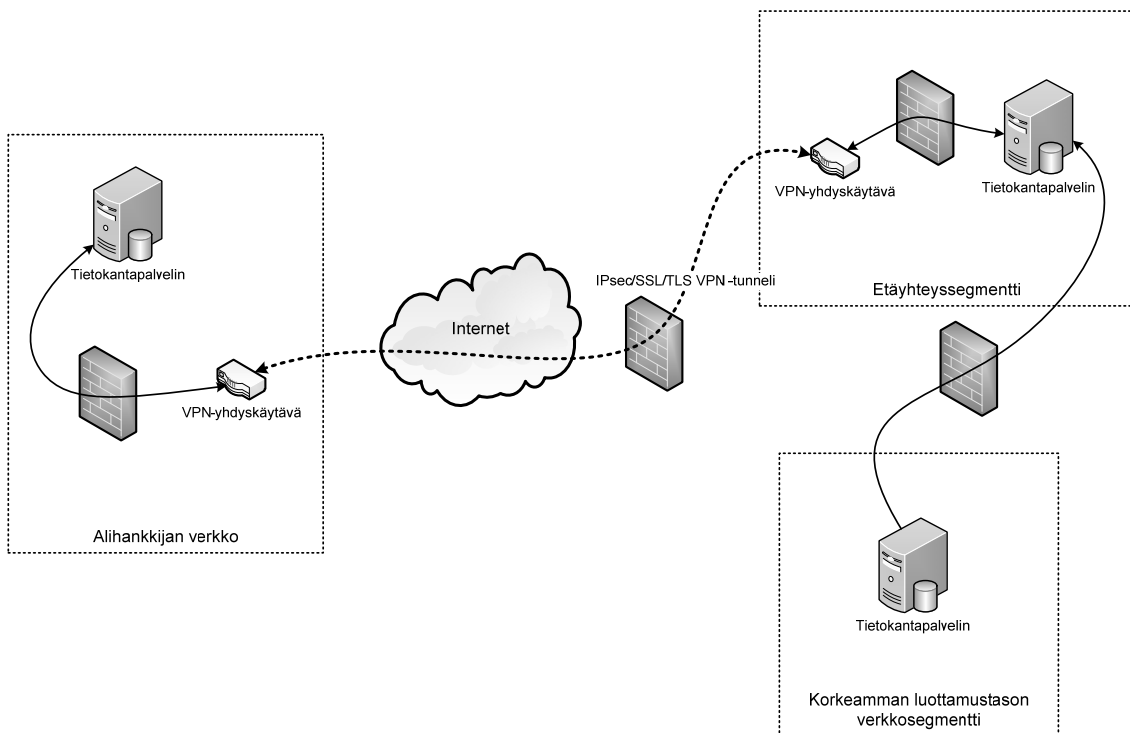 VPN-yhdyskäytävä
Tietokantapalvelin
Tietokantapalvelin
IPsec/SSL/TLS VPN -tunneli
Etäyhteyssegmentti
Internet
VPN-yhdyskäytävä
Alihankkijan verkko
Tietokantapalvelin
Korkeamman luottamustason
verkkosegmentti